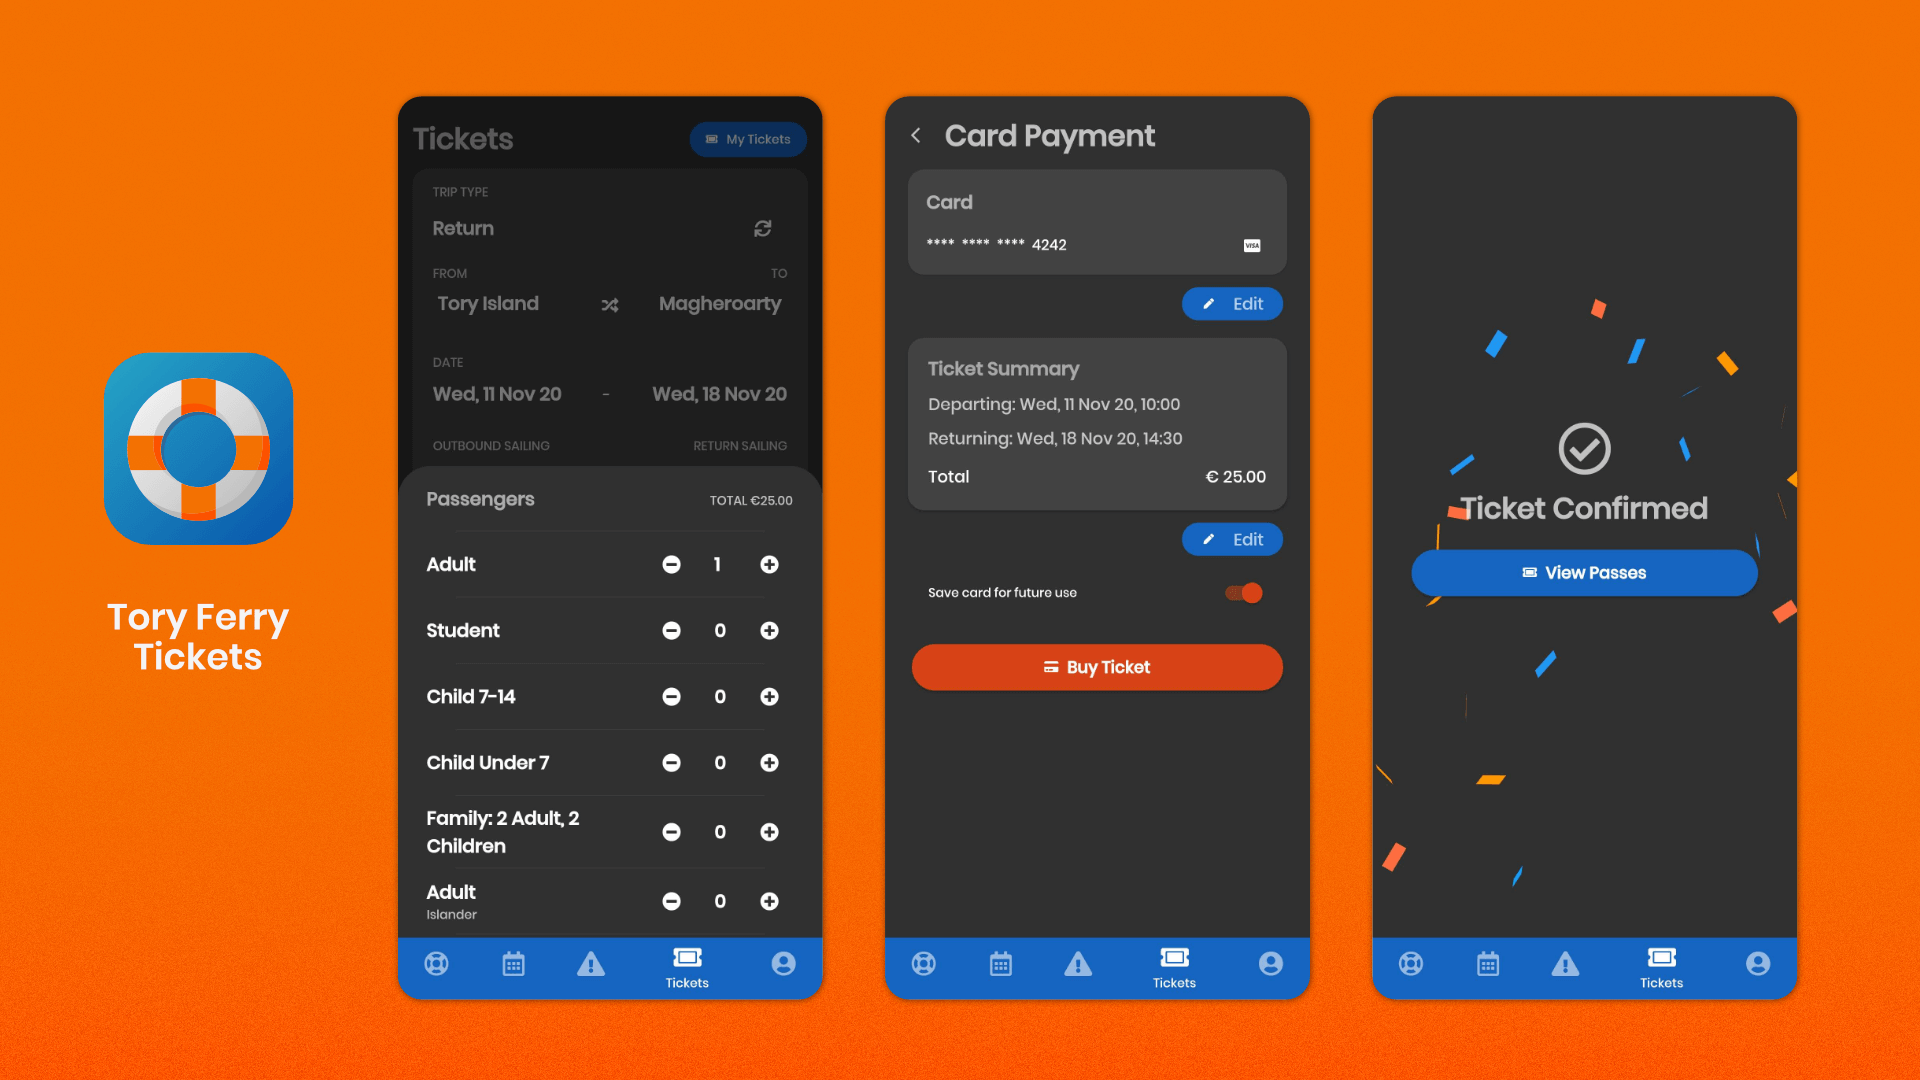 Tory Ferry
Tickets
Tickets
My Tickets
TRIP TYPE
Return
FROM TO
Tory Island Magheroarty
DATE
Wed, 11 Nov 20 - Wed, 18 Nov 20
OUTBOUND SAILING RETURN SAILING
Passengers TOTAL €25.00
Adult 1
Student 0
Child 7-14 0
Child Under 7 0
Family: 2 Adult, 2
Children 0
Adult 0
Islander
Tickets
Card Payment
Card
**** **** **** 4242 VISA
Edit
Ticket Summary
Departing: Wed, 11 Nov 20, 10:00
Returning: Wed, 18 Nov 20, 14:30
Total € 25.00
Edit
Save card for future use
Buy Ticket
Tickets
Ticket Confirmed
View Passes
Tickets